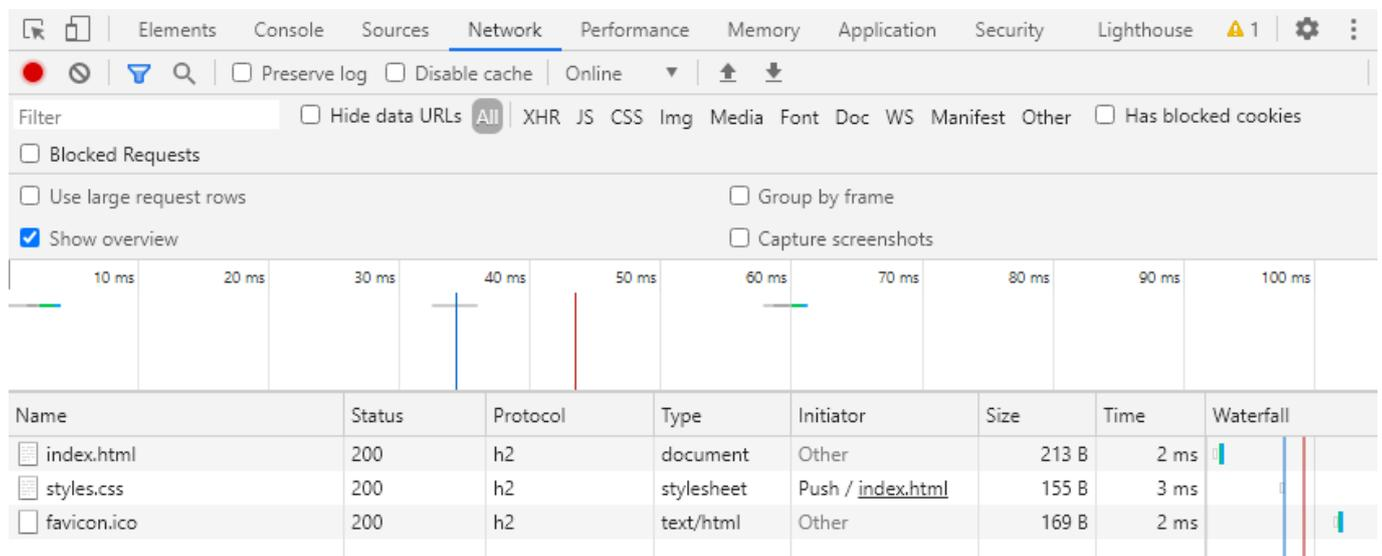 Elements Console Sources Network Performance Memory Application Security Lighthouse 1
Preserve log Disable cache Online
Filter Hide data URLs All XHR JS CSS Img Media Font Doc WS Manifest Other Has blocked cookies
Blocked Requests
Use large request rows Group by frame
Show overview Capture screenshots
10 ms 20 ms 30 ms 40 ms 50 ms 60 ms 70 ms 80 ms 90 ms 100 ms
Name Status Protocol Type Initiator Size Time Waterfall
index.html 200 h2 document Other 213 B 2 ms
styles.css 200 h2 stylesheet Push / index.html 155 B 3 ms
favicon.ico 200 h2 text/html Other 169 B 2 ms